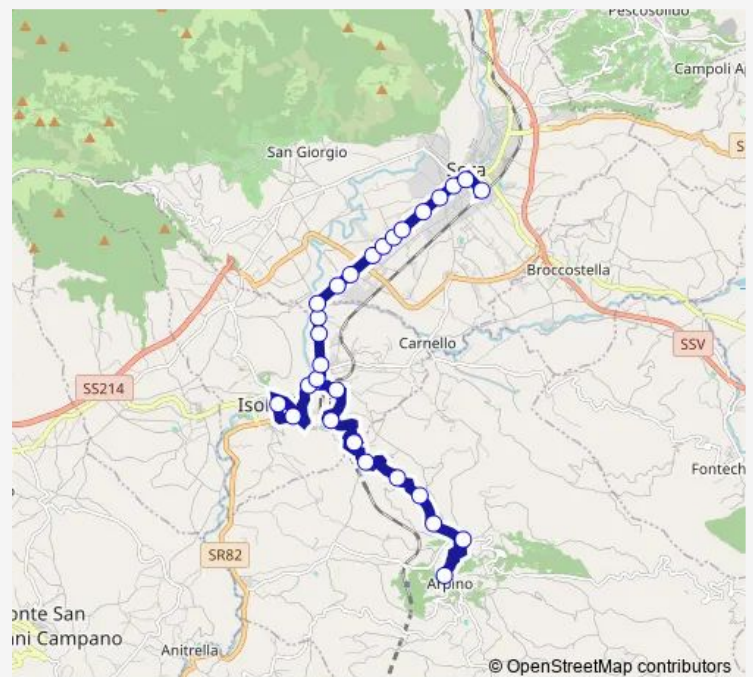 Pescosolido
Campoli A
San Giorgio
Sora
Broccostella
Carnello
SSV
SS214
Isol
Fontech
SR82
Arpino
onte San
nni Campano
Anitrella
© OpenStreetMap contributors